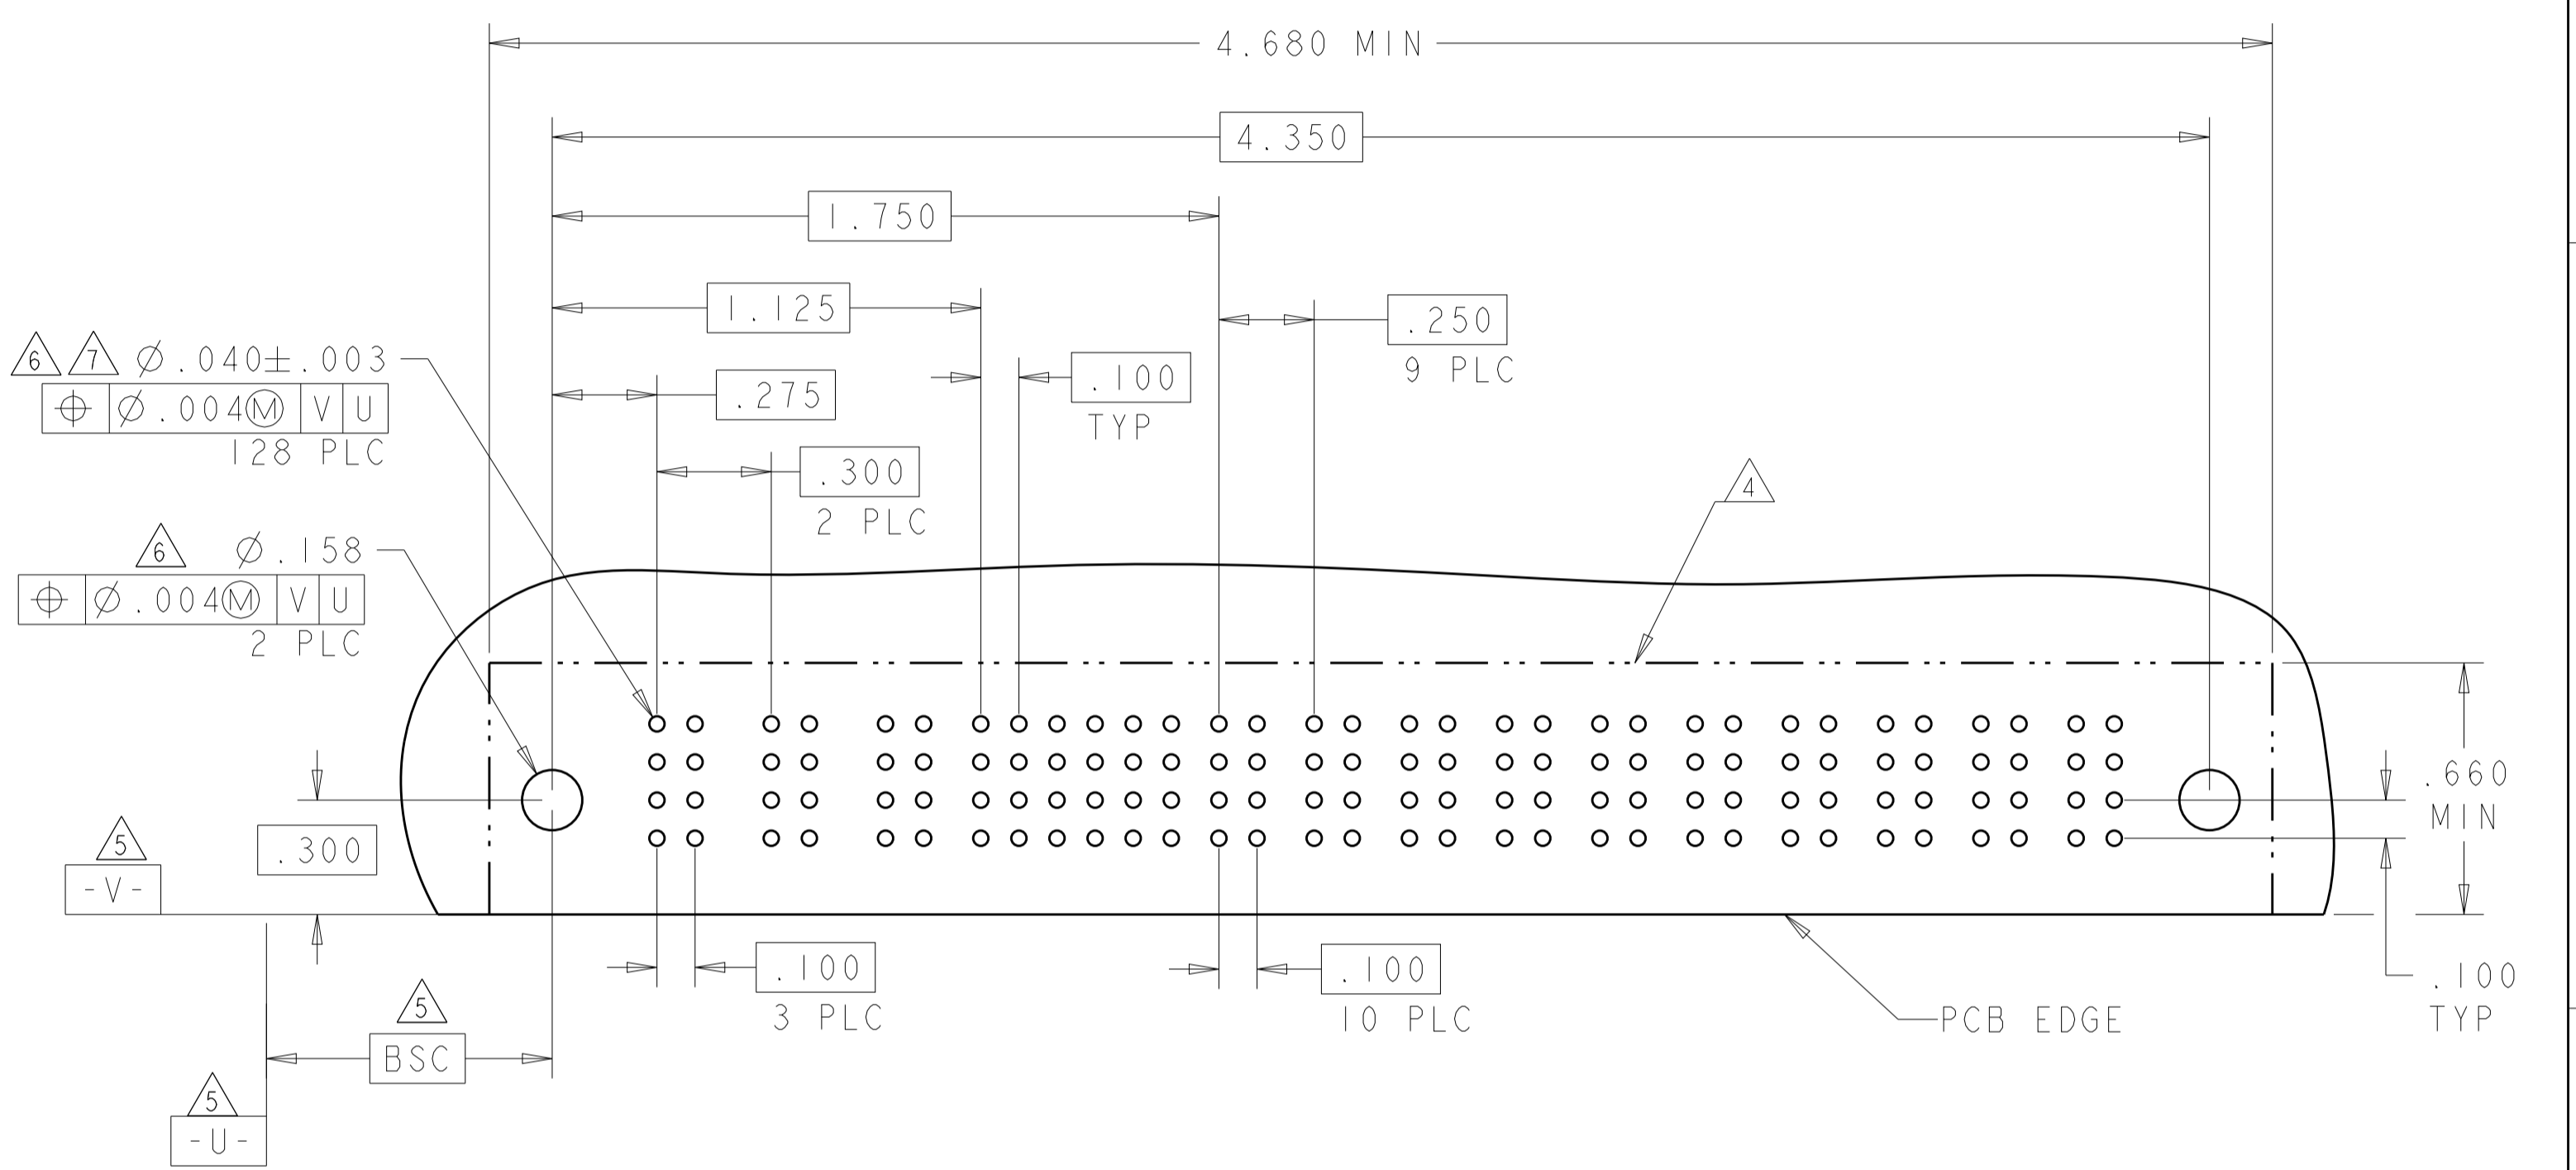 4.680 MIN
4.350
1.750
1.125
.250
9 PLC
6 7 Ø.040±.003
⌖ Ø.004Ⓜ V U
128 PLC
.275
.100
TYP
.300
2 PLC
4
6 Ø.158
⌖ Ø.004Ⓜ V U
2 PLC
.660
MIN
.300
5
-V-
.100
3 PLC
.100
10 PLC
PCB EDGE
.100
TYP
5
BSC
5
-U-